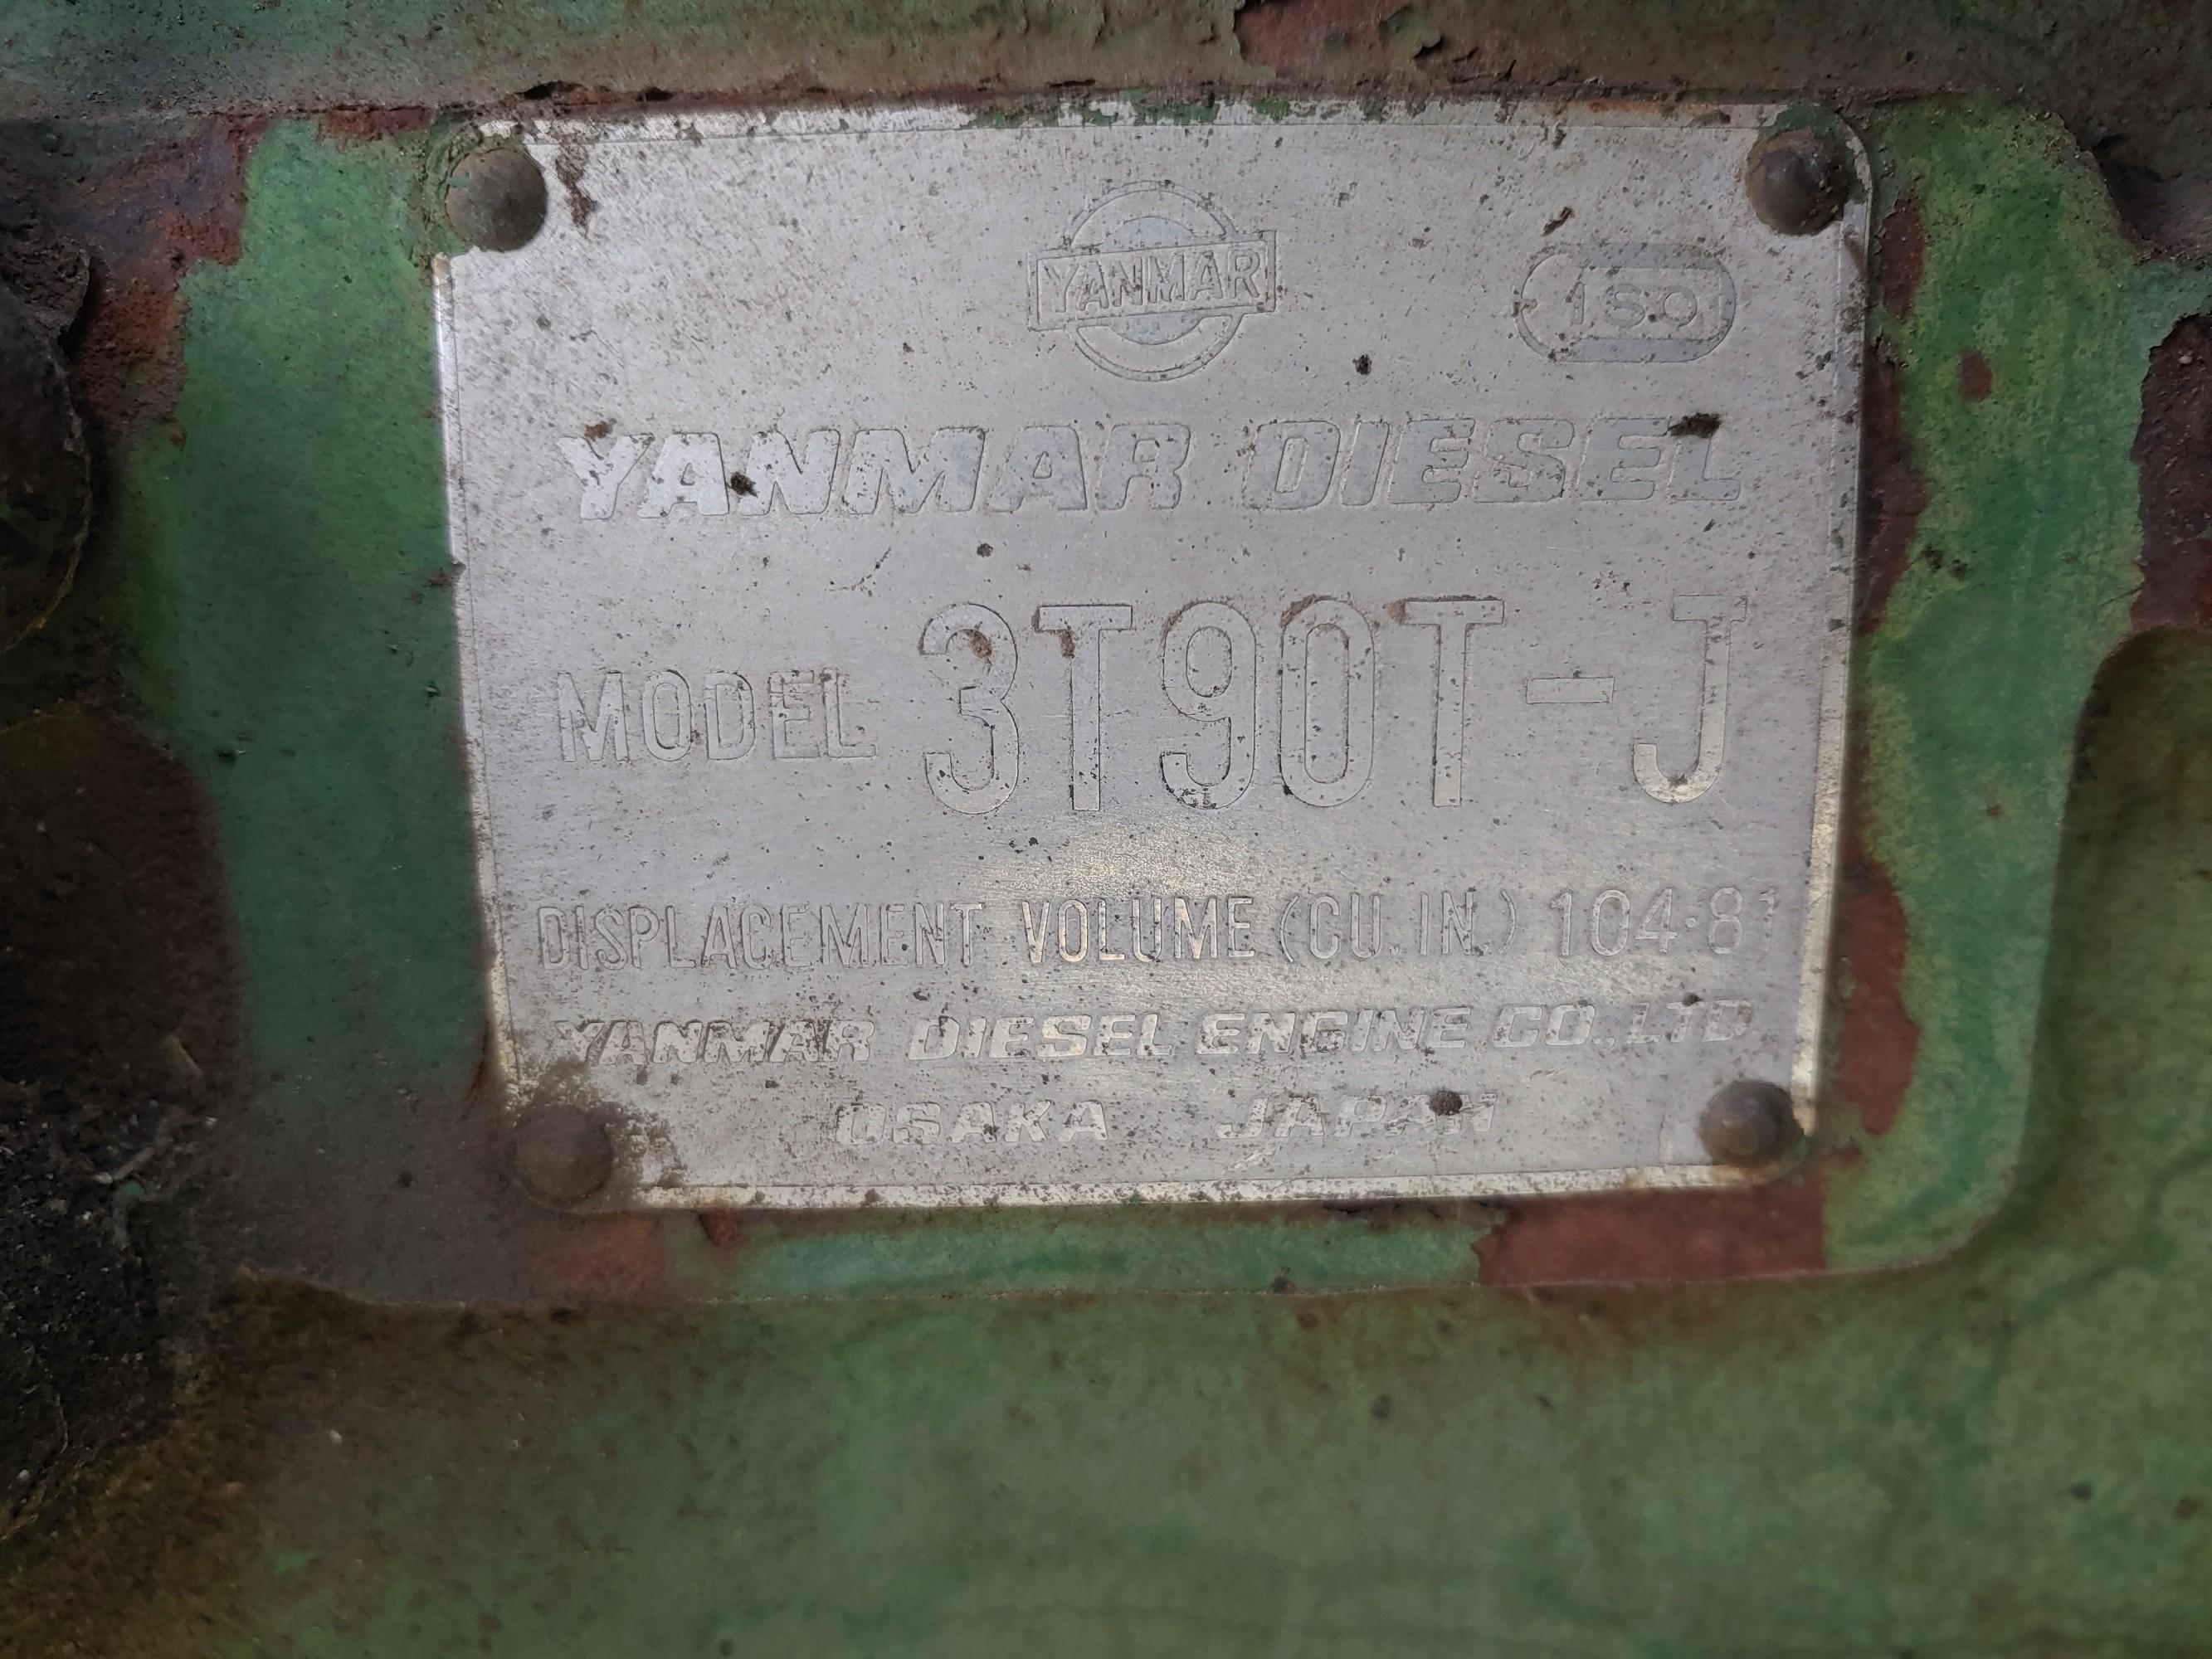 YANMAR
ISO
YANMAR DIESEL
MODEL 3T90T-J
DISPLACEMENT VOLUME (CU.IN.) 104·81
YANMAR DIESEL ENGINE CO.,LTD
OSAKA JAPAN